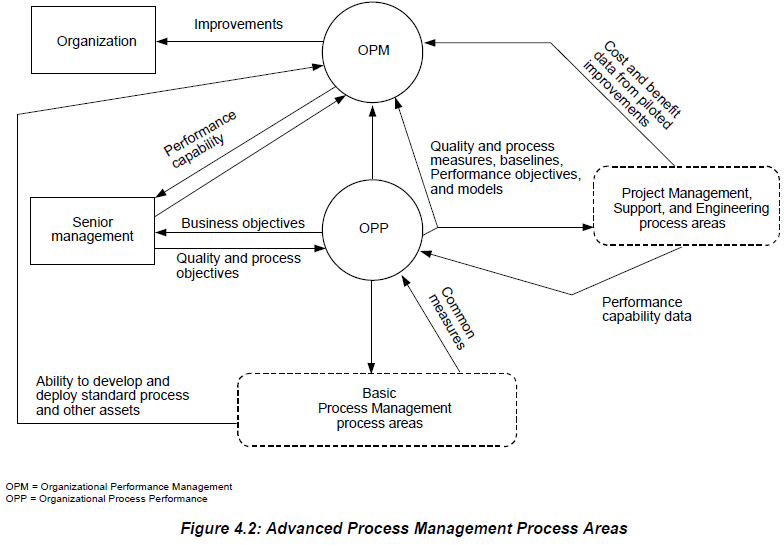 Organization
Improvements
OPM
Cost and benefit
data from piloted
improvements
Performance
capability
Quality and process
measures, baselines,
Performance objectives,
and models
Project Management,
Support, and Engineering
process areas
Senior
management
Business objectives
OPP
Quality and process
objectives
Common
measures
Performance
capability data
Ability to develop and
deploy standard process
and other assets
Basic
Process Management
process areas
OPM = Organizational Performance Management
OPP = Organizational Process Performance
Figure 4.2: Advanced Process Management Process Areas